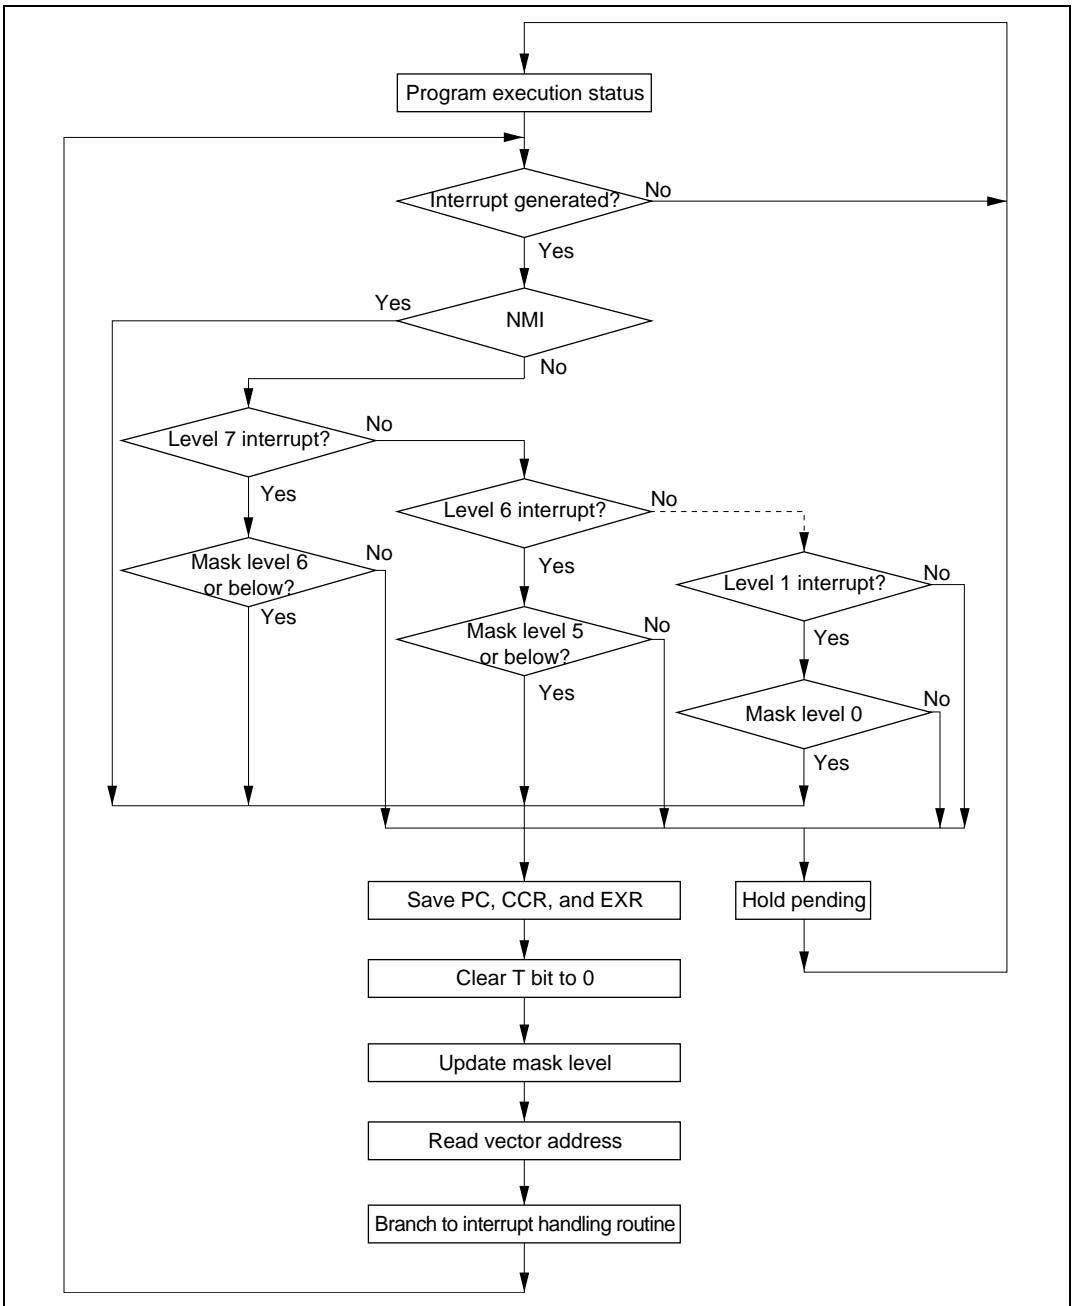 Program execution status
Interrupt generated?
No
Yes
Yes
NMI
No
Level 7 interrupt?
No
Yes
Level 6 interrupt?
No
Mask level 6
or below?
No
Yes
Level 1 interrupt?
No
Yes
Mask level 5
or below?
No
Yes
Yes
Mask level 0
No
Yes
Save PC, CCR, and EXR
Hold pending
Clear T bit to 0
Update mask level
Read vector address
Branch to interrupt handling routine